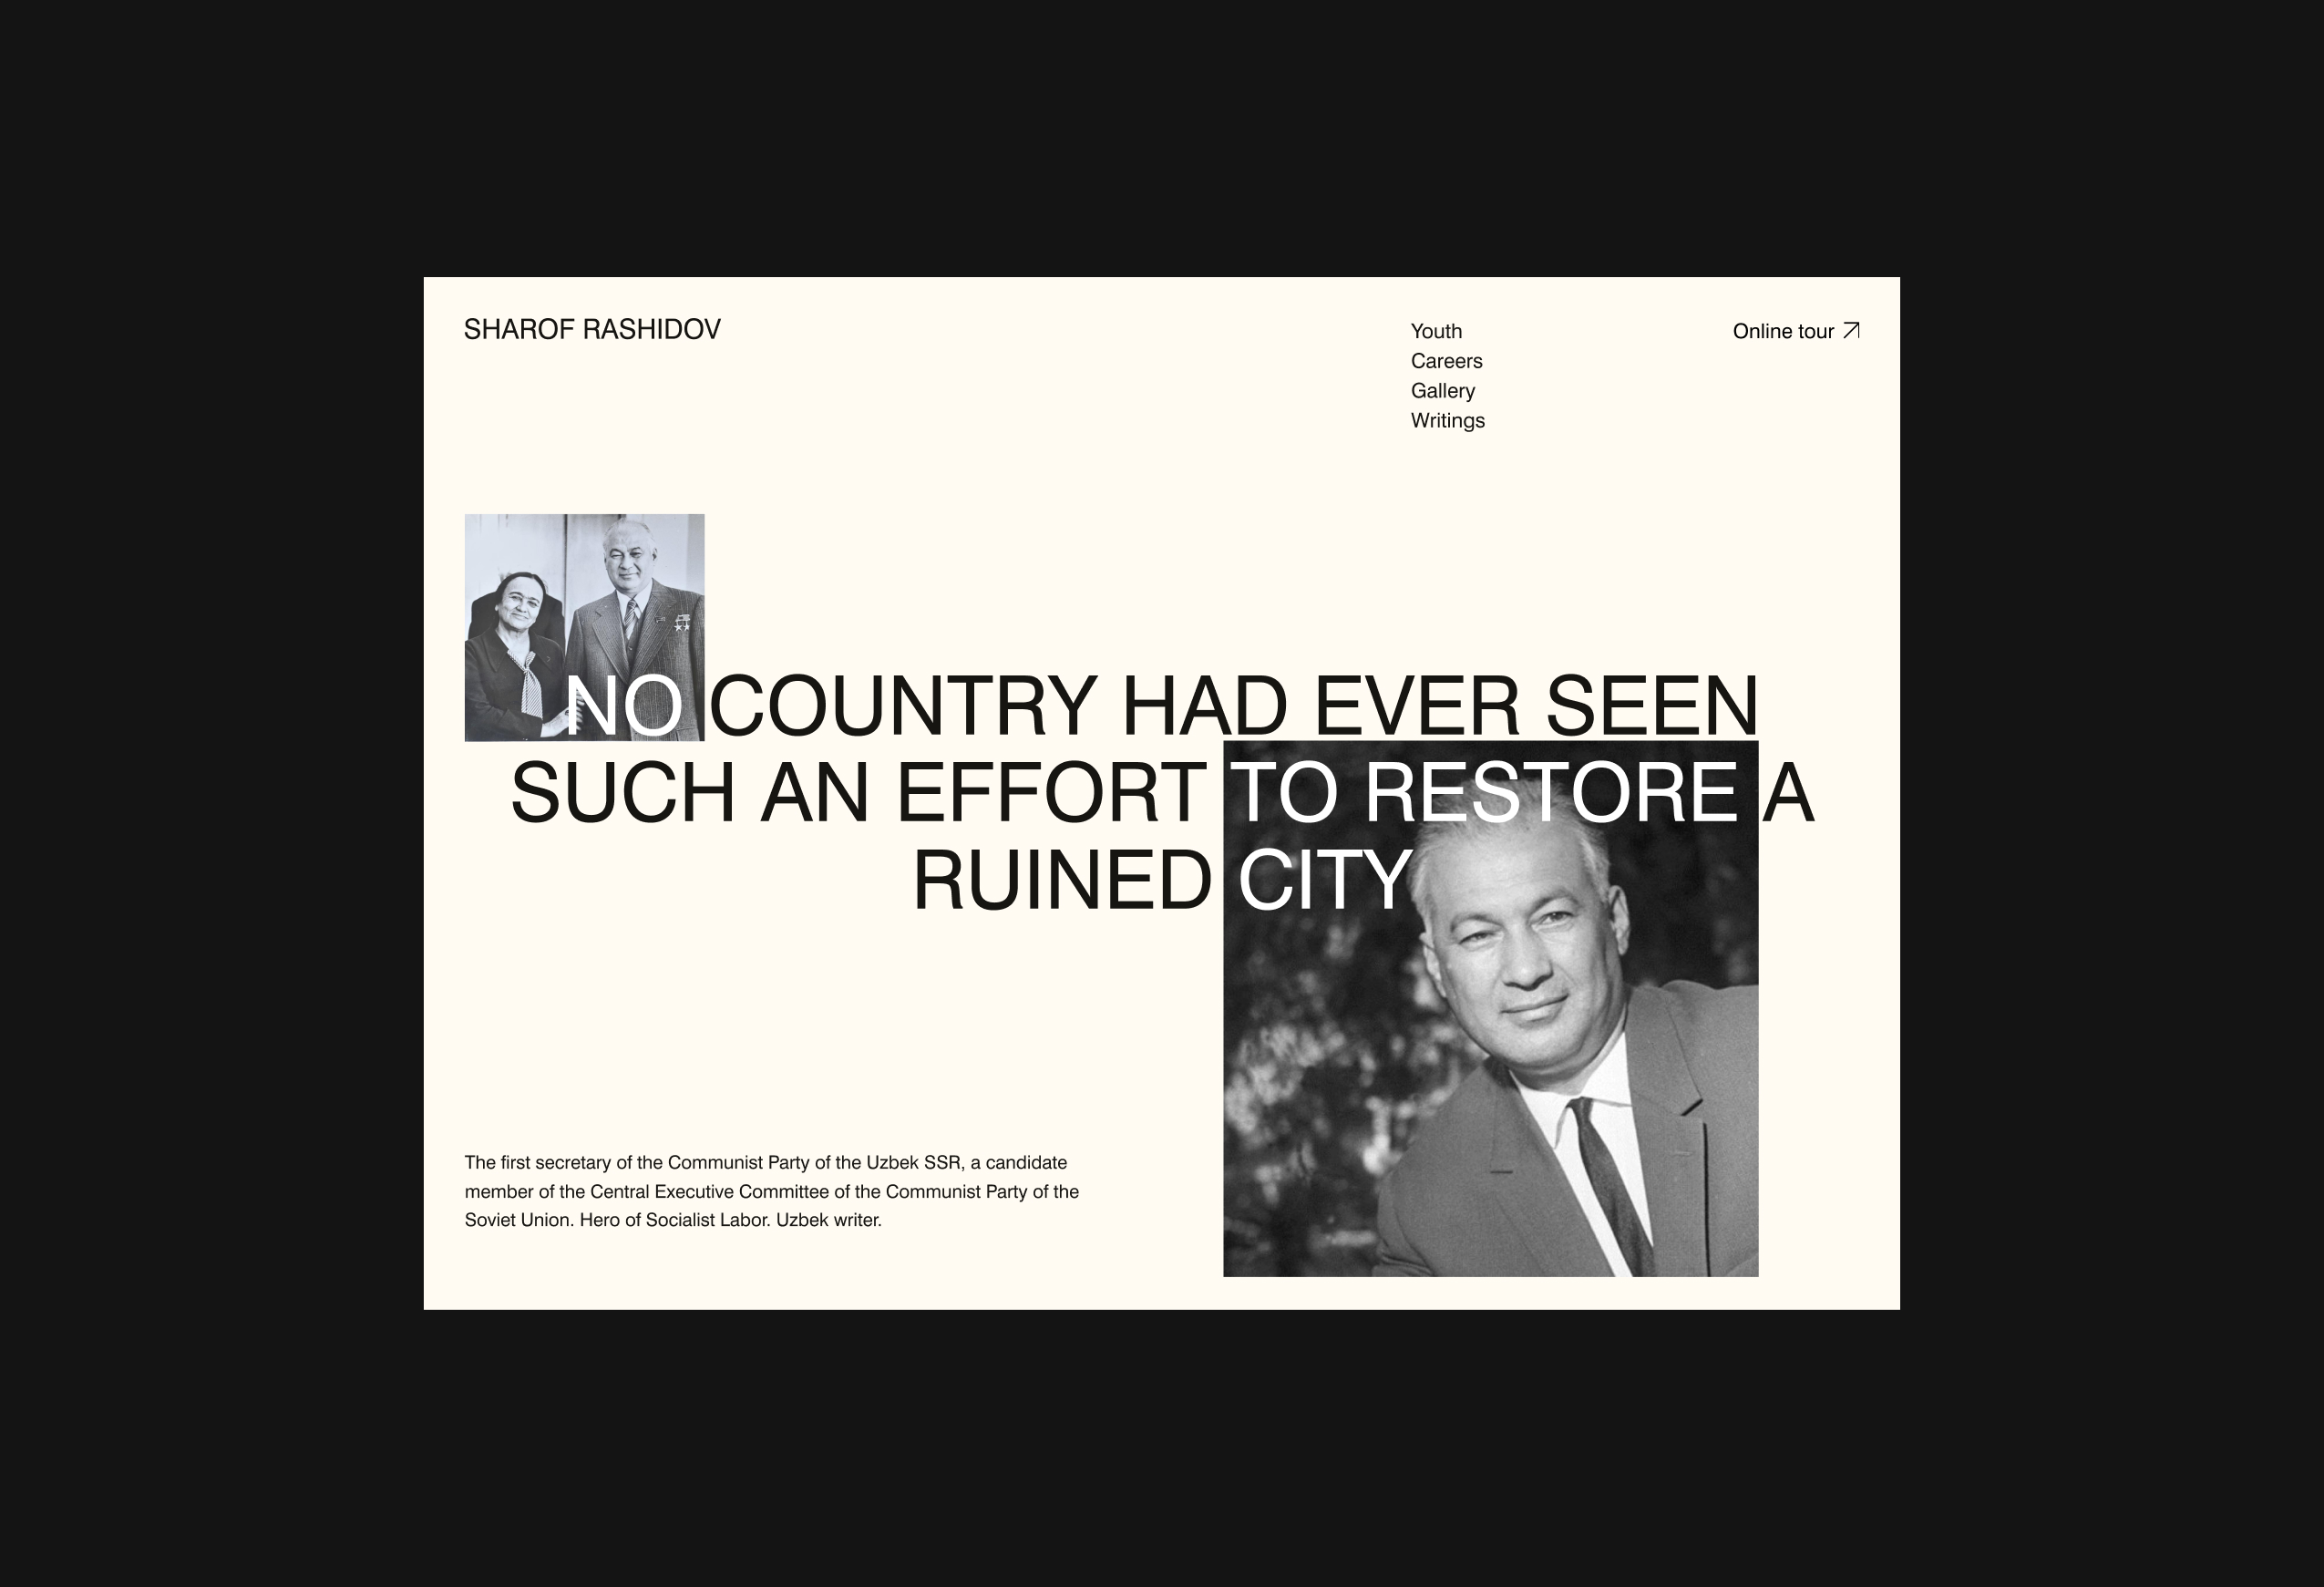 SHAROF RASHIDOV
Youth
Careers
Gallery
Writings
Online tour
NO COUNTRY HAD EVER SEEN
SUCH AN EFFORT TO RESTORE A
RUINED CITY
The first secretary of the Communist Party of the Uzbek SSR, a candidate
member of the Central Executive Committee of the Communist Party of the
Soviet Union. Hero of Socialist Labor. Uzbek writer.